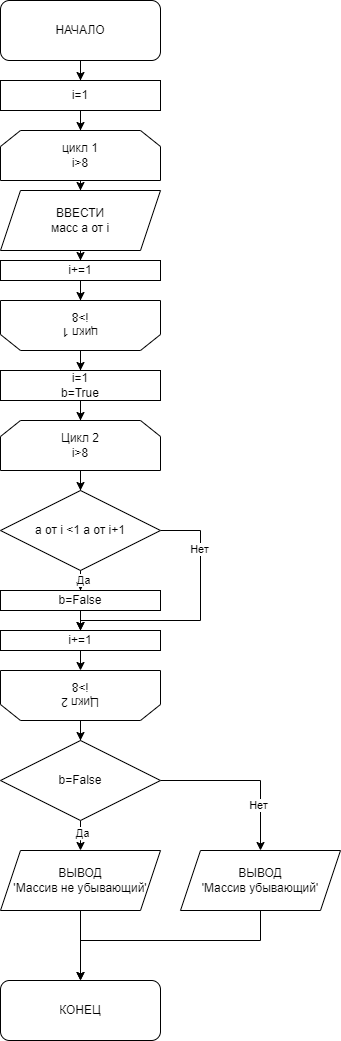 НАЧАЛО
i=1
цикл 1
i>8
ВВЕСТИ
масс а от i
i+=1
цикл 1
i>8
i=1
b=True
Цикл 2
i>8
а от i <1 а от i+1
Нет
Да
b=False
i+=1
Цикл 2
i>8
b=False
Нет
Да
ВЫВОД
'Массив не убывающий'
ВЫВОД
'Массив убывающий'
КОНЕЦ